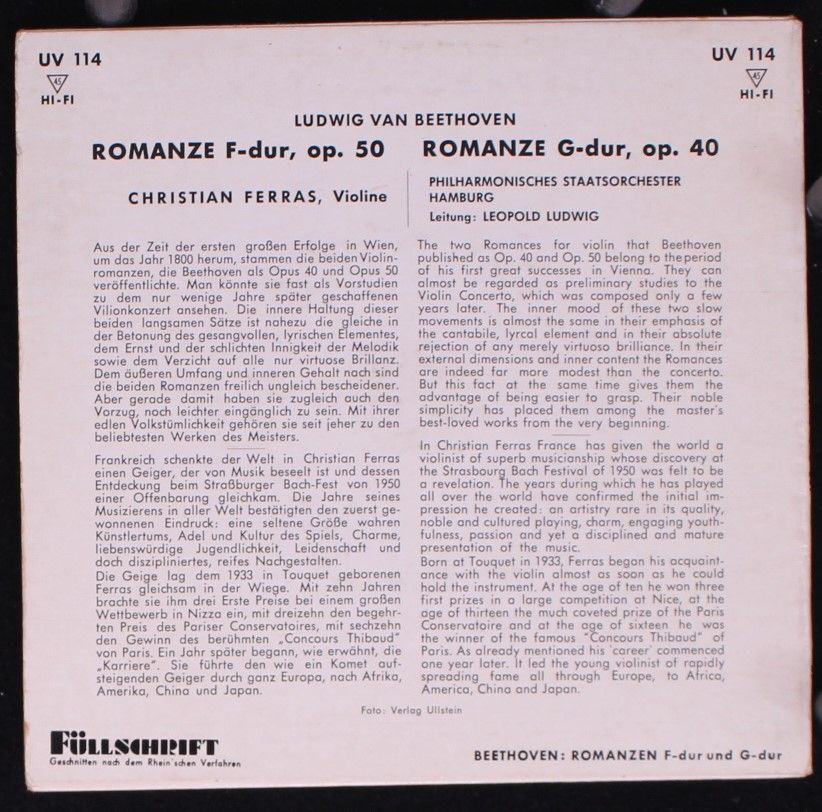 UV 114
45
HI-FI
UV 114
45
HI-FI
LUDWIG VAN BEETHOVEN
ROMANZE F-dur, op. 50
ROMANZE G-dur, op. 40
CHRISTIAN FERRAS, Violine
PHILHARMONISCHES STAATSORCHESTER
HAMBURG
Leitung: LEOPOLD LUDWIG
Aus der Zeit der ersten großen Erfolge in Wien,
um das Jahr 1800 herum, stammen die beiden Violin-
romanzen, die Beethoven als Opus 40 und Opus 50
veröffentlichte. Man könnte sie fast als Vorstudien
zu dem nur wenige Jahre später geschaffenen
Vilionkonzert ansehen. Die innere Haltung dieser
beiden langsamen Sätze ist nahezu die gleiche in
der Betonung des gesangvollen, lyrischen Elementes,
dem Ernst und der schlichten Innigkeit der Melodik
sowie dem Verzicht auf alle nur virtuose Brillanz.
Dem äußeren Umfang und inneren Gehalt nach sind
die beiden Romanzen freilich ungleich bescheidener.
Aber gerade damit haben sie zugleich auch den
Vorzug, noch leichter eingänglich zu sein. Mit ihrer
edlen Volkstümlichkeit gehören sie seit jeher zu den
beliebtesten Werken des Meisters.
Frankreich schenkte der Welt in Christian Ferras
einen Geiger, der von Musik beseelt ist und dessen
Entdeckung beim Straßburger Bach-Fest von 1950
einer Offenbarung gleichkam. Die Jahre seines
Musizierens in aller Welt bestätigten den zuerst ge-
wonnenen Eindruck: eine seltene Größe wahren
Künstlertums, Adel und Kultur des Spiels, Charme,
liebenswürdige Jugendlichkeit, Leidenschaft und
doch diszipliniertes, reifes Nachgestalten.
Die Geige lag dem 1933 in Touquet geborenen
Ferras gleichsam in der Wiege. Mit zehn Jahren
brachte sie ihm drei Erste Preise bei einem großen
Wettbewerb in Nizza ein, mit dreizehn den begehr-
ten Preis des Pariser Conservatoires, mit sechzehn
den Gewinn des berühmten „Concours Thibaud"
von Paris. Ein Jahr später begann, wie erwähnt, die
„Karriere". Sie führte den wie ein Komet auf-
steigenden Geiger durch ganz Europa, nach Afrika,
Amerika, China und Japan.
The two Romances for violin that Beethoven
published as Op. 40 and Op. 50 belong to the period
of his first great successes in Vienna. They can
almost be regarded as preliminary studies to the
Violin Concerto, which was composed only a few
years later. The inner mood of these two slow
movements is almost the same in their emphasis of
the cantabile, lyrcal element and in their absolute
rejection of any merely virtuoso brilliance. In their
external dimensions and inner content the Romances
are indeed far more modest than the concerto.
But this fact at the same time gives them the
advantage of being easier to grasp. Their noble
simplicity has placed them among the master's
best-loved works from the very beginning.
In Christian Ferras France has given the world a
violinist of superb musicianship whose discovery at
the Strasbourg Bach Festival of 1950 was felt to be
a revelation. The years during which he has played
all over the world have confirmed the initial im-
pression he created: an artistry rare in its quality,
noble and cultured playing, charm, engaging youth-
fulness, passion and yet a disciplined and mature
presentation of the music.
Born at Touquet in 1933, Ferras began his acquaint-
ance with the violin almost as soon as he could
hold the instrument. At the age of ten he won three
first prizes in a large competition at Nice, at the
age of thirteen the much coveted prize of the Paris
Conservatoire and at the age of sixteen he was
the winner of the famous "Concours Thibaud" of
Paris. As already mentioned his 'career' commenced
one year later. It led the young violinist of rapidly
spreading fame all through Europe, to Africa,
America, China and Japan.
Foto: Verlag Ullstein
FÜLLSCHRIFT
Geschnitten nach dem Rhein'schen Verfahren
BEETHOVEN: ROMANZEN F-dur und G-dur